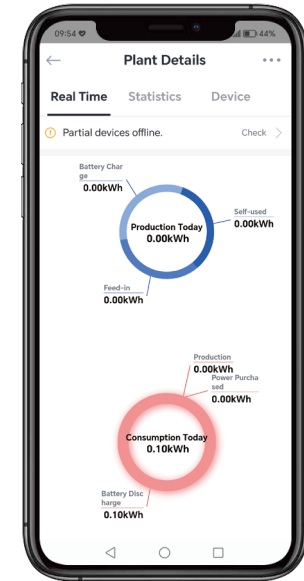 09:54
44%
Plant Details
Real Time Statistics Device
Partial devices offline. Check
Battery Char
ge
0.00kWh
Self-used
0.00kWh
Production Today
0.00kWh
Feed-in
0.00kWh
Production
0.00kWh
Power Purcha
sed
0.00kWh
Consumption Today
0.10kWh
Battery Disc
harge
0.10kWh